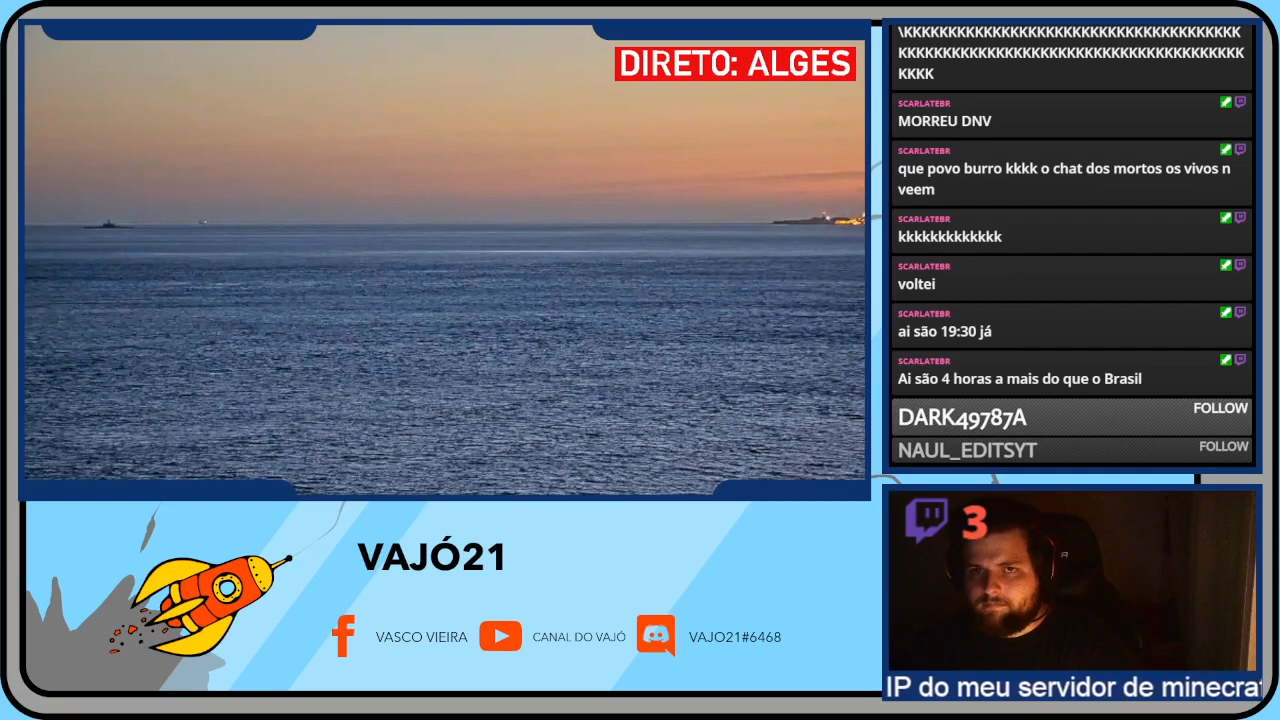 DIRETO: ALGÉS
\KKKKKKKKKKKKKKKKKKKKKKKKKKKKKKKKKKKKKK
KKKKKKKKKKKKKKKKKKKKKKKKKKKKKKKKKKKKKKK
KKKK
SCARLATEBR
MORREU DNV
SCARLATEBR
que povo burro kkkk o chat dos mortos os vivos n
veem
SCARLATEBR
kkkkkkkkkkkkk
SCARLATEBR
voltei
SCARLATEBR
ai são 19:30 já
SCARLATEBR
Ai são 4 horas a mais do que o Brasil
DARK49787A FOLLOW
NAUL_EDITSYT FOLLOW
3
VAJÓ21
VASCO VIEIRA CANAL DO VAJÓ VAJO21#6468
IP do meu servidor de minecra